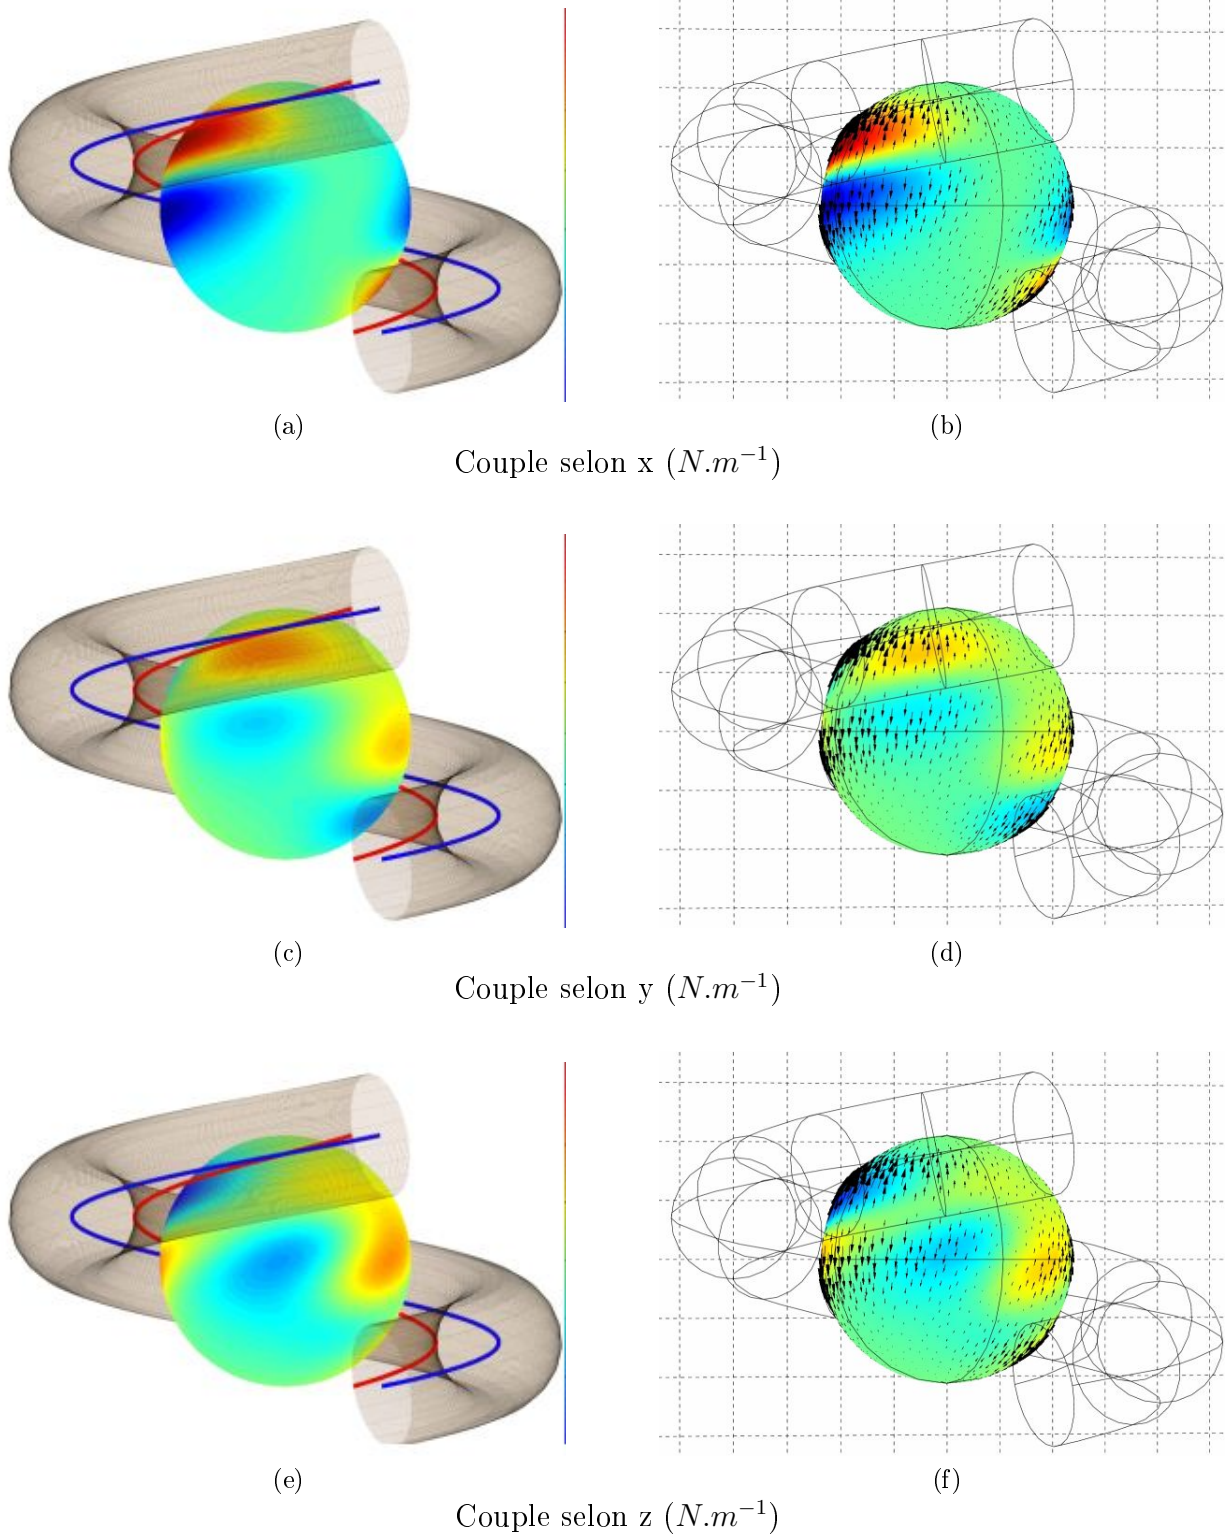 (a)
(b)
Couple selon x (N.m⁻¹)
(c)
(d)
Couple selon y (N.m⁻¹)
(e)
(f)
Couple selon z (N.m⁻¹)